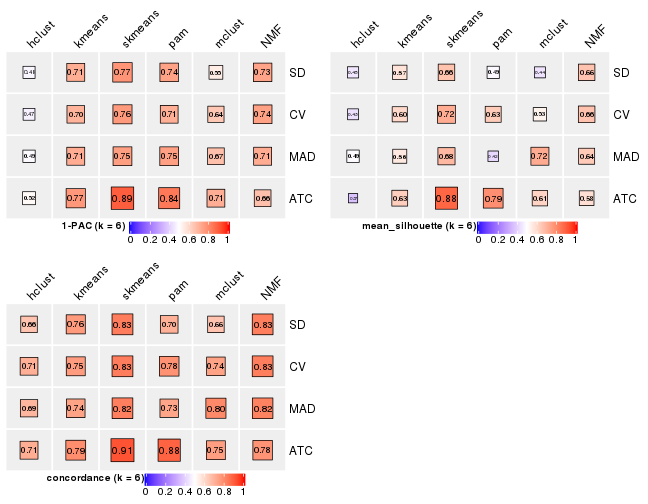 hclust kmeans skmeans pam mclust NMF
0.41 0.71 0.77 0.74 0.55 0.73 SD
0.47 0.70 0.76 0.71 0.64 0.74 CV
0.49 0.71 0.75 0.75 0.67 0.71 MAD
0.52 0.77 0.89 0.84 0.71 0.66 ATC
1-PAC (k = 6)
0 0.2 0.4 0.6 0.8 1
hclust kmeans skmeans pam mclust NMF
0.57 0.66 0.49 0.44 0.66 SD
0.43 0.60 0.72 0.63 0.53 0.66 CV
0.49 0.56 0.68 0.42 0.72 0.64 MAD
0.63 0.88 0.79 0.61 0.58 ATC
mean_silhouette (k = 6)
0 0.2 0.4 0.6 0.8 1
hclust kmeans skmeans pam mclust NMF
0.66 0.76 0.83 0.70 0.66 0.83 SD
0.71 0.75 0.83 0.78 0.74 0.83 CV
0.69 0.74 0.82 0.73 0.80 0.82 MAD
0.71 0.79 0.91 0.88 0.75 0.78 ATC
concordance (k = 6)
0 0.2 0.4 0.6 0.8 1